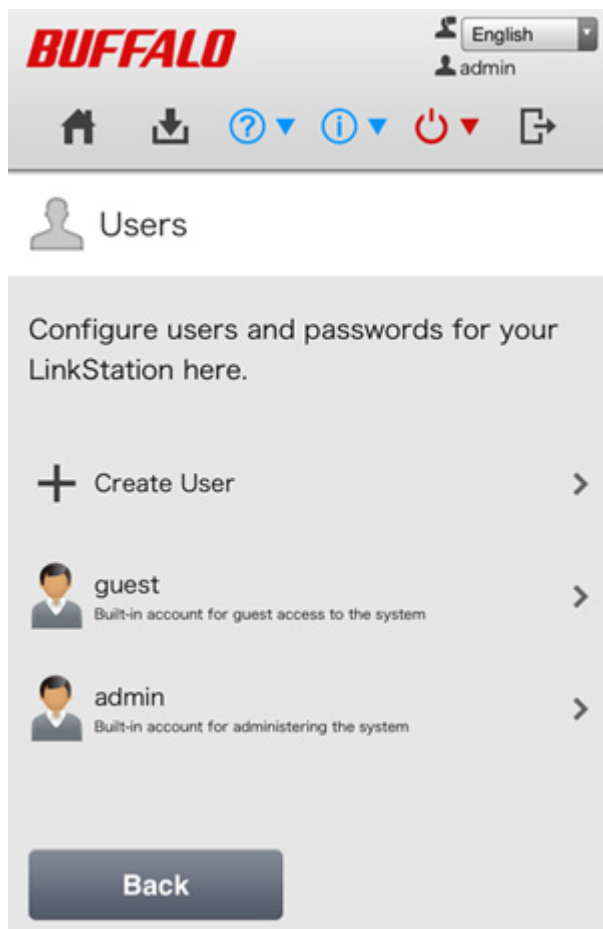 BUFFALO
English
admin
Users
Configure users and passwords for your
LinkStation here.
Create User
guest
Built-in account for guest access to the system
admin
Built-in account for administering the system
Back